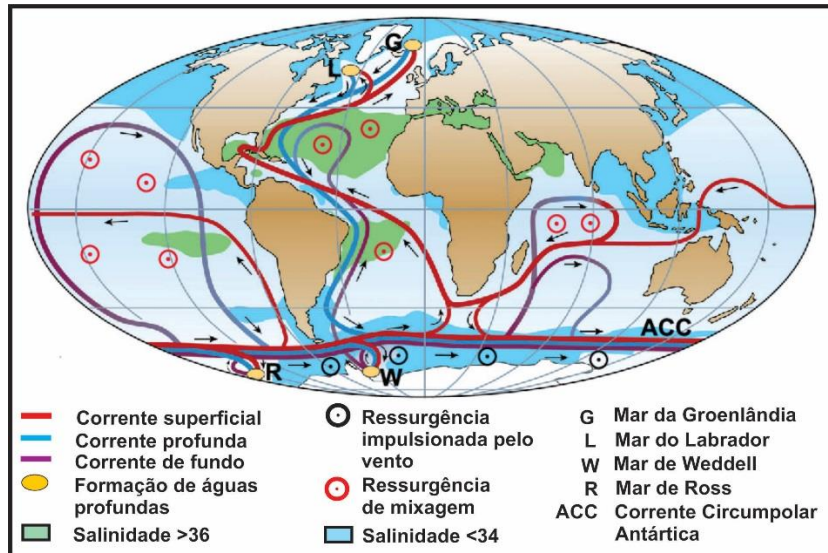 G
L
ACC
R
W
Corrente superficial
Corrente profunda
Corrente de fundo
Formação de águas
profundas
Salinidade >36
Ressurgência
impulsionada pelo
vento
Ressurgência
de mixagem
Salinidade <34
G Mar da Groenlândia
L Mar do Labrador
W Mar de Weddell
R Mar de Ross
ACC Corrente Circumpolar
Antártica